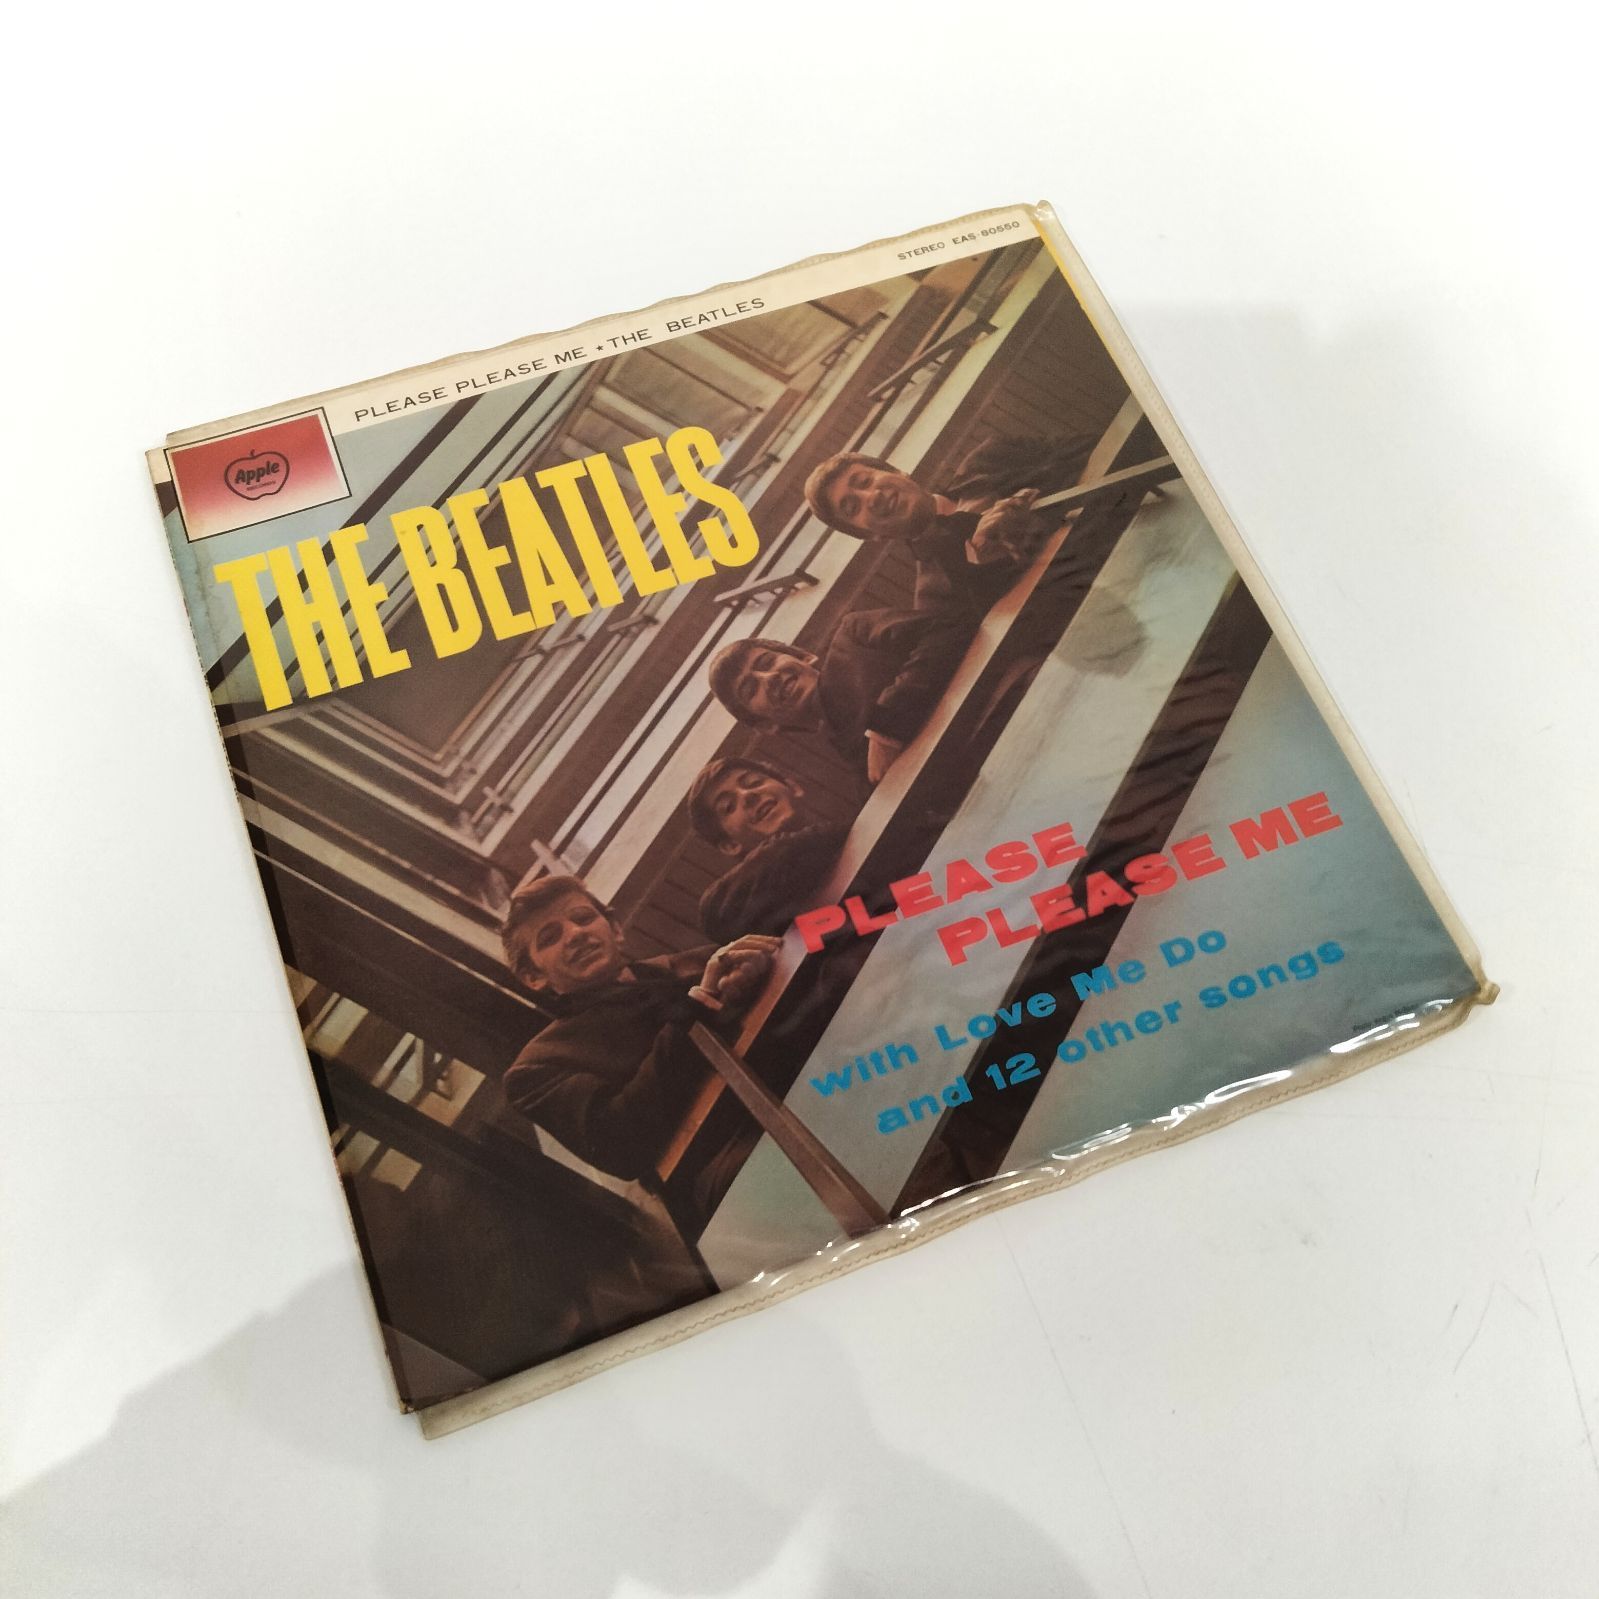 STEREO EAS-80550
PLEASE PLEASE ME ★ THE BEATLES
Apple
RECORDS
THE BEATLES
PLEASE
PLEASE ME
with Love Me Do
and 12 other songs